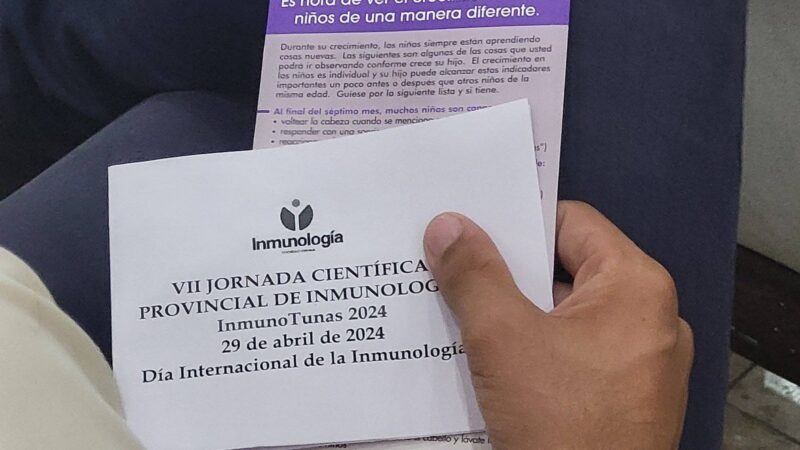 niños de una manera diferente.
Durante su crecimiento, los niños siempre están aprendiendo
cosas nuevas. Las siguientes son algunas de las cosas que usted
podrá ir observando conforme crece su hijo. El crecimiento en
los niños es individual y su hijo puede alcanzar estos indicadores
importantes un poco antes o después que otros niños de la
misma edad. Guíese por la siguiente lista y si tiene.
Al final del séptimo mes, muchos niños son
• voltear la cabeza cuando se
• responder con una
Inmunología
VII JORNADA CIENTÍFICA
PROVINCIAL DE
InmunoTunas 2024
29 de abril de 2024
Día Internacional de la Inmunología